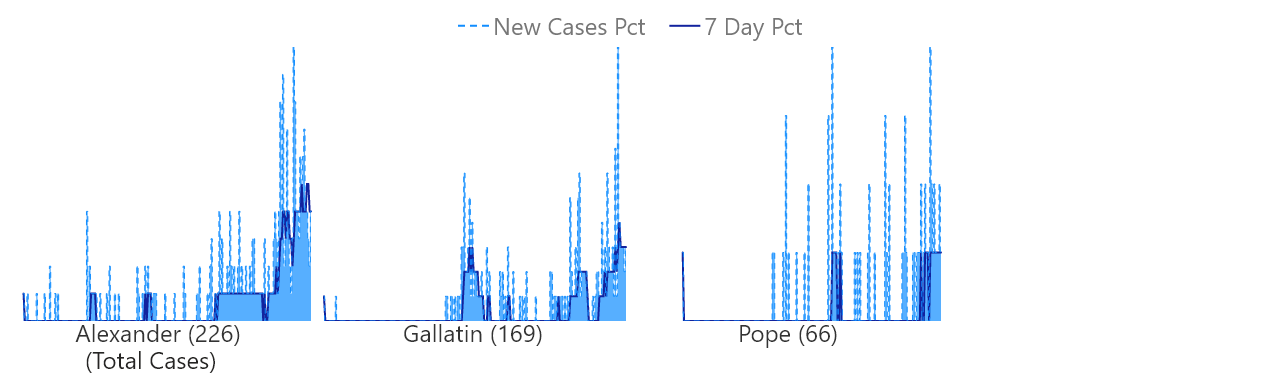 New Cases Pct 7 Day Pct
Alexander (226) Gallatin (169) Pope (66)
(Total Cases)